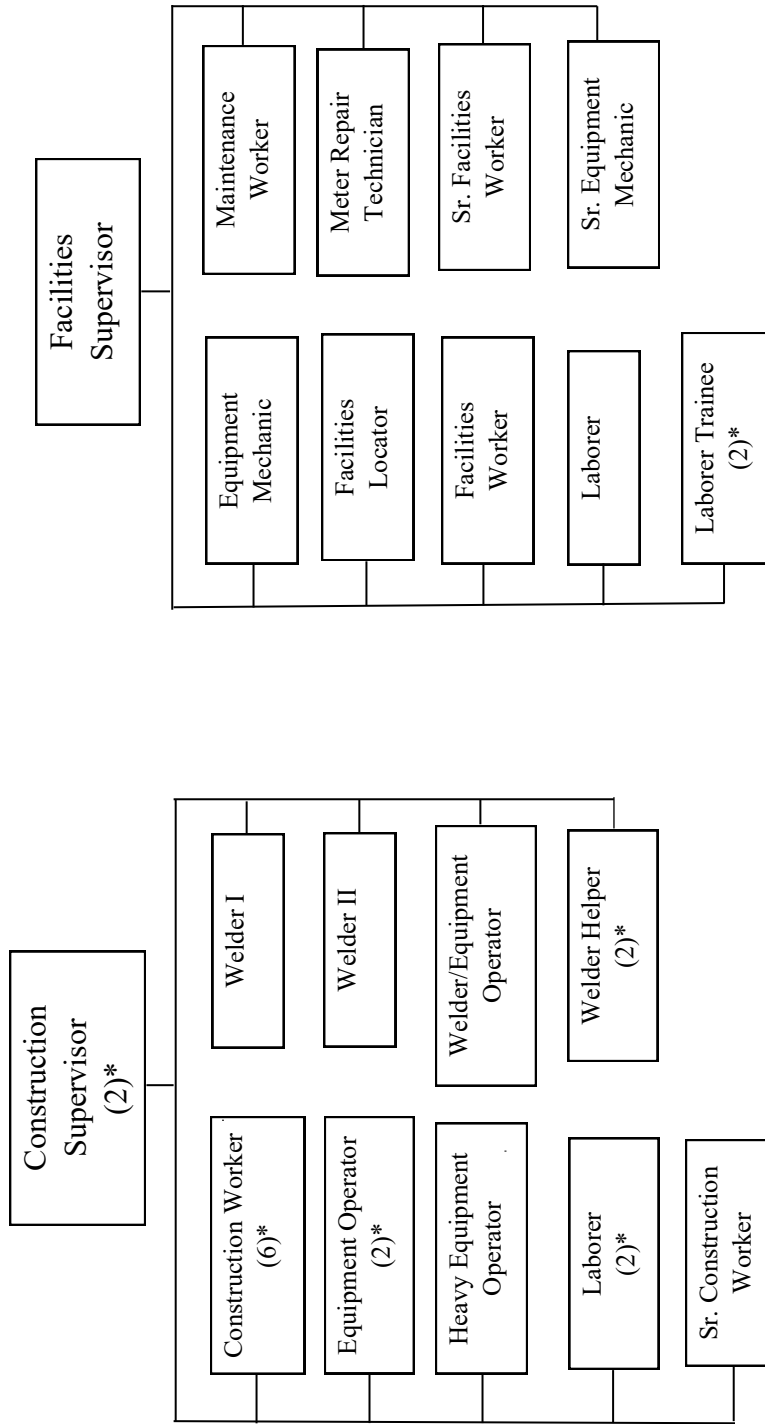 Construction
Supervisor
(2)*
Construction Worker
(6)*
Equipment Operator
(2)*
Heavy Equipment
Operator
Laborer
(2)*
Sr. Construction
Worker
Welder I
Welder II
Welder/Equipment
Operator
Welder Helper
(2)*
Facilities
Supervisor
Equipment
Mechanic
Facilities
Locator
Facilities
Worker
Laborer
Laborer Trainee
(2)*
Maintenance
Worker
Meter Repair
Technician
Sr. Facilities
Worker
Sr. Equipment
Mechanic